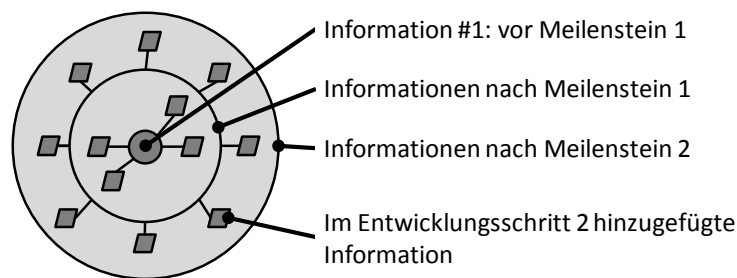 Information #1: vor Meilenstein 1
Informationen nach Meilenstein 1
Informationen nach Meilenstein 2
Im Entwicklungsschritt 2 hinzugefügte
Information